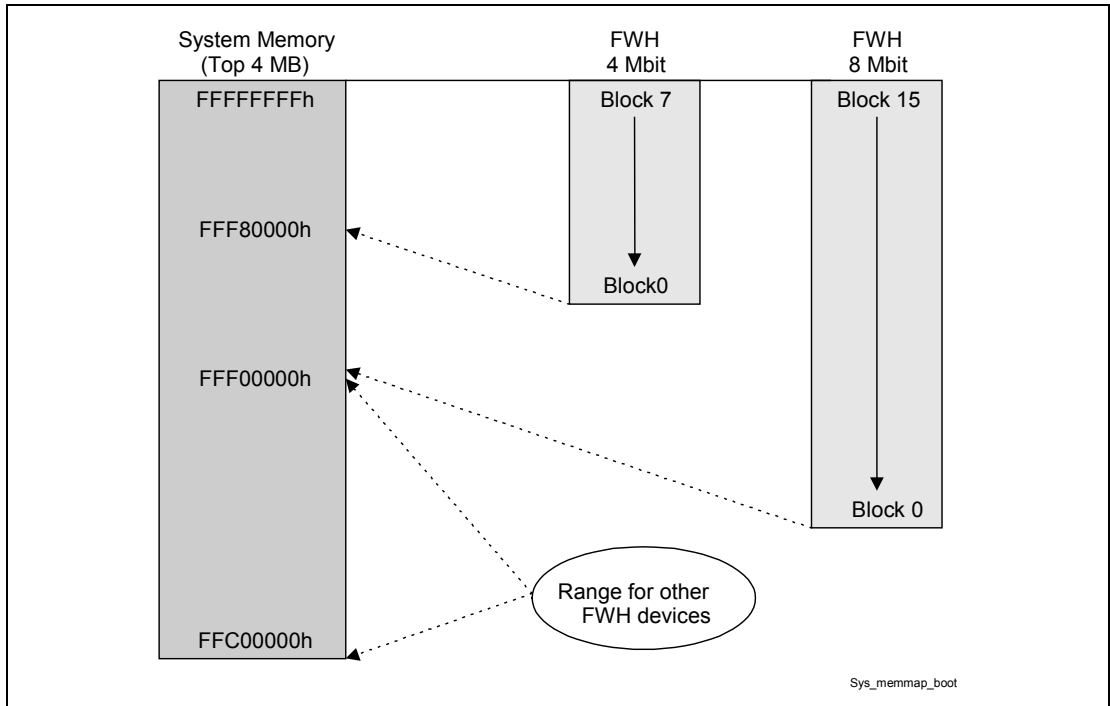 System Memory
(Top 4 MB)
FWH
4 Mbit
FWH
8 Mbit
FFFFFFFFh
Block 7
Block 15
FFF80000h
Block0
FFF00000h
Block 0
Range for other
FWH devices
FFC00000h
Sys_memmap_boot